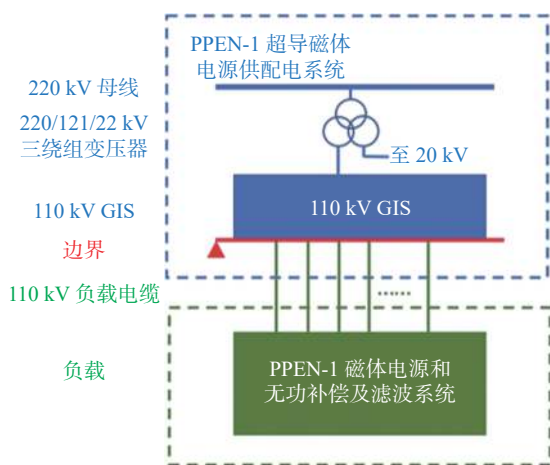 PPEN-1 超导磁体
电源供配电系统
220 kV 母线
220/121/22 kV
三绕组变压器
至 20 kV
110 kV GIS
110 kV GIS
边界
110 kV 负载电缆
……
负载
PPEN-1 磁体电源和
无功补偿及滤波系统